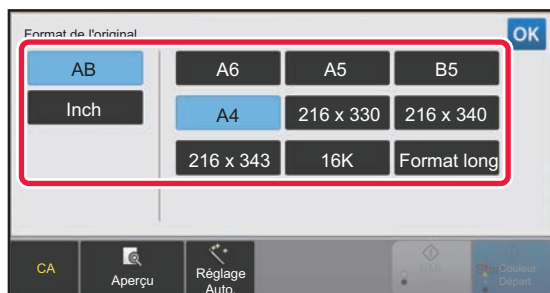 Format de l'original
OK
AB
A6
A5
B5
Inch
A4
216 x 330
216 x 340
216 x 343
16K
Format long
CA
Aperçu
Réglage
Auto.
N&B
Couleur
Départ